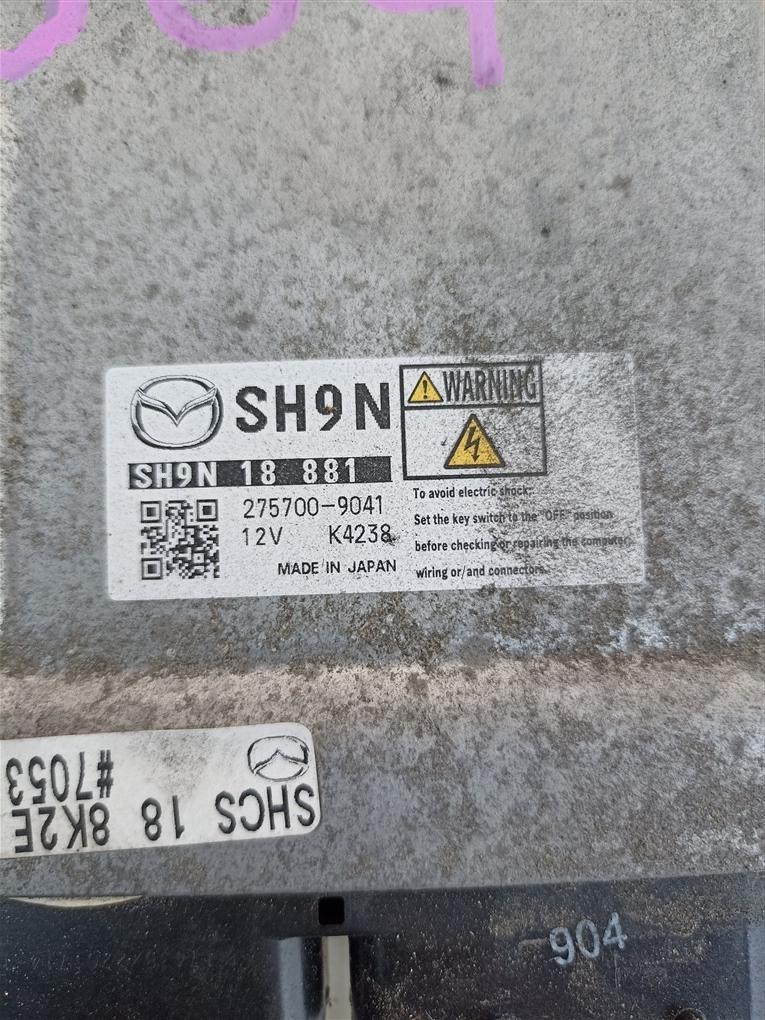 SH9N
SH9N 18 881
275700-9041
12V K4238
MADE IN JAPAN
WARNING
To avoid electric shock;
Set the key switch to the "OFF" position
before checking or repairing the computer,
wiring or/and connectors.
SHCS 18 8K2E
#7053
904